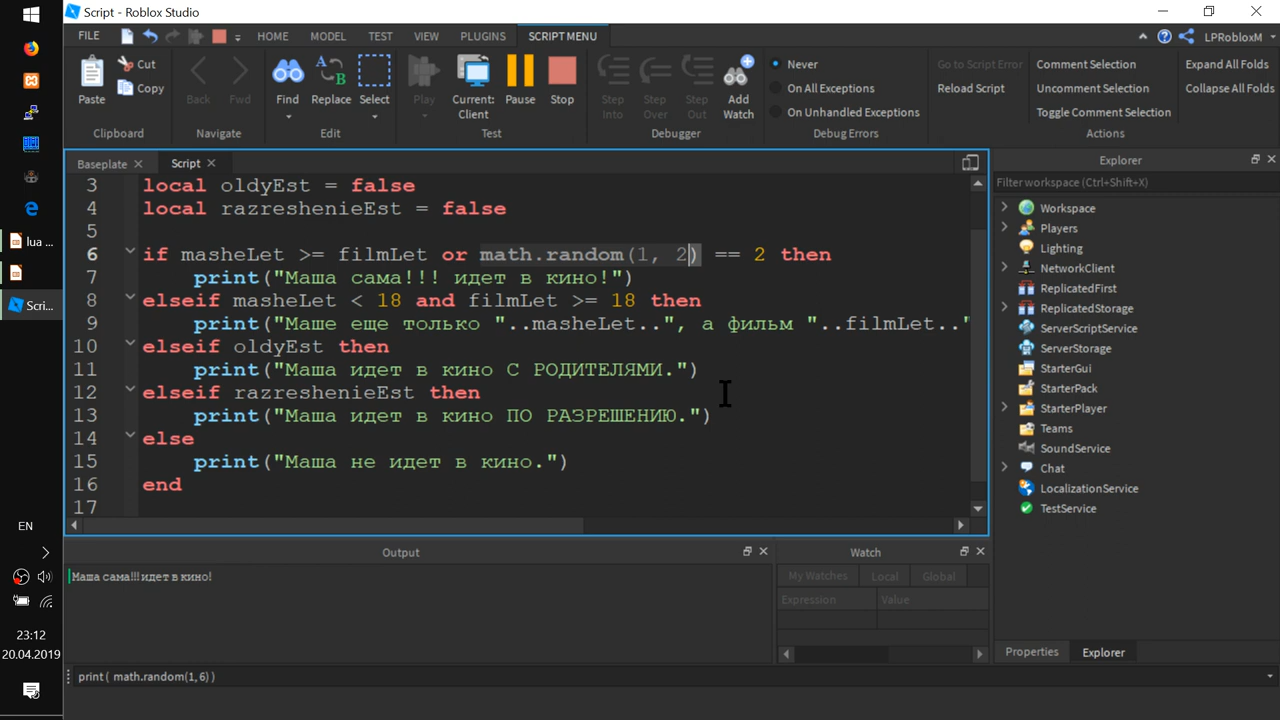 Script - Roblox Studio
FILE
HOME
MODEL
TEST
VIEW
PLUGINS
SCRIPT MENU
LPRobloxM
Paste
Cut
Copy
Clipboard
Back
Fwd
Navigate
Find
Replace
Select
Edit
Play
Current:
Client
Pause
Stop
Test
Step
Into
Step
Over
Step
Out
Add
Watch
Debugger
Never
On All Exceptions
On Unhandled Exceptions
Debug Errors
Go to Script Error
Reload Script
Comment Selection
Uncomment Selection
Toggle Comment Selection
Actions
Expand All Folds
Collapse All Folds
Baseplate
Script
3 local oldyEst = false
4 local razreshenieEst = false
5
6 if masheLet >= filmLet or math.random(1, 2) == 2 then
7 print("Маша сама!!! идет в кино!")
8 elseif masheLet < 18 and filmLet >= 18 then
9 print("Маше еще только "..masheLet..", а фильм "..filmLet.."
10 elseif oldyEst then
11 print("Маша идет в кино С РОДИТЕЛЯМИ.")
12 elseif razreshenieEst then
13 print("Маша идет в кино ПО РАЗРЕШЕНИЮ.")
14 else
15 print("Маша не идет в кино.")
16 end
17
Explorer
Filter workspace (Ctrl+Shift+X)
Workspace
Players
Lighting
NetworkClient
ReplicatedFirst
ReplicatedStorage
ServerScriptService
ServerStorage
StarterGui
StarterPack
StarterPlayer
Teams
SoundService
Chat
LocalizationService
TestService
Properties
Explorer
Output
Маша сама!!! идет в кино!
Watch
My Watches
Local
Global
Expression
Value
print( math.random(1,6) )
lua ...
Scri...
EN
23:12
20.04.2019